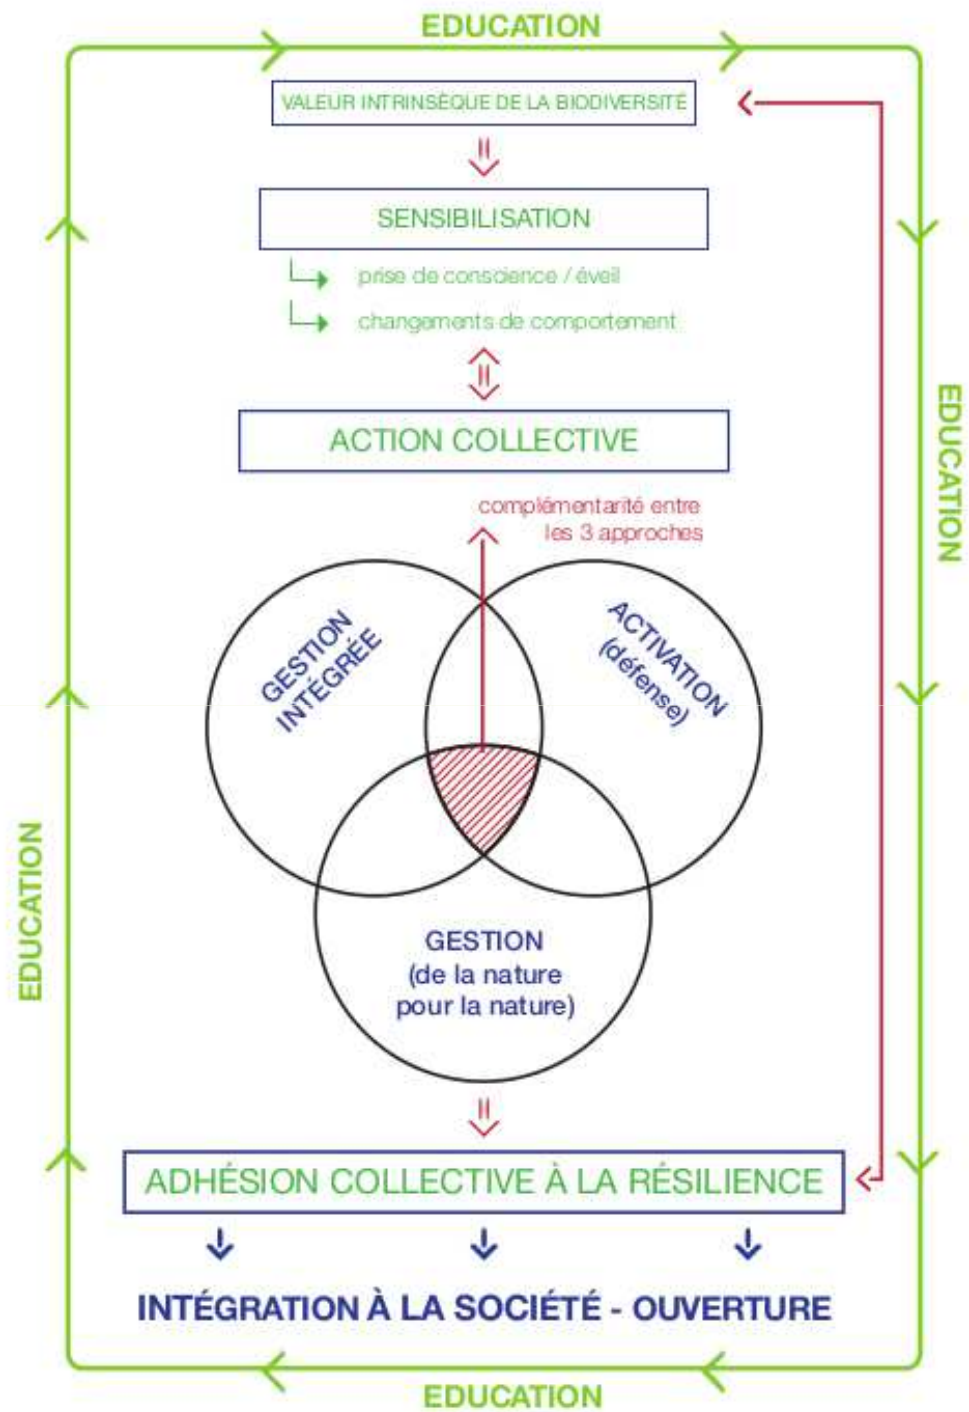 EDUCATION
VALEUR INTRINSÈQUE DE LA BIODIVERSITÉ
SENSIBILISATION
prise de conscience / éveil
changements de comportement
ACTION COLLECTIVE
EDUCATION
complémentarité entre
les 3 approches
GESTION
INTÉGRÉE
ACTIVATION
(défense)
EDUCATION
GESTION
(de la nature
pour la nature)
ADHÉSION COLLECTIVE À LA RÉSILIENCE
INTÉGRATION À LA SOCIÉTÉ - OUVERTURE
EDUCATION